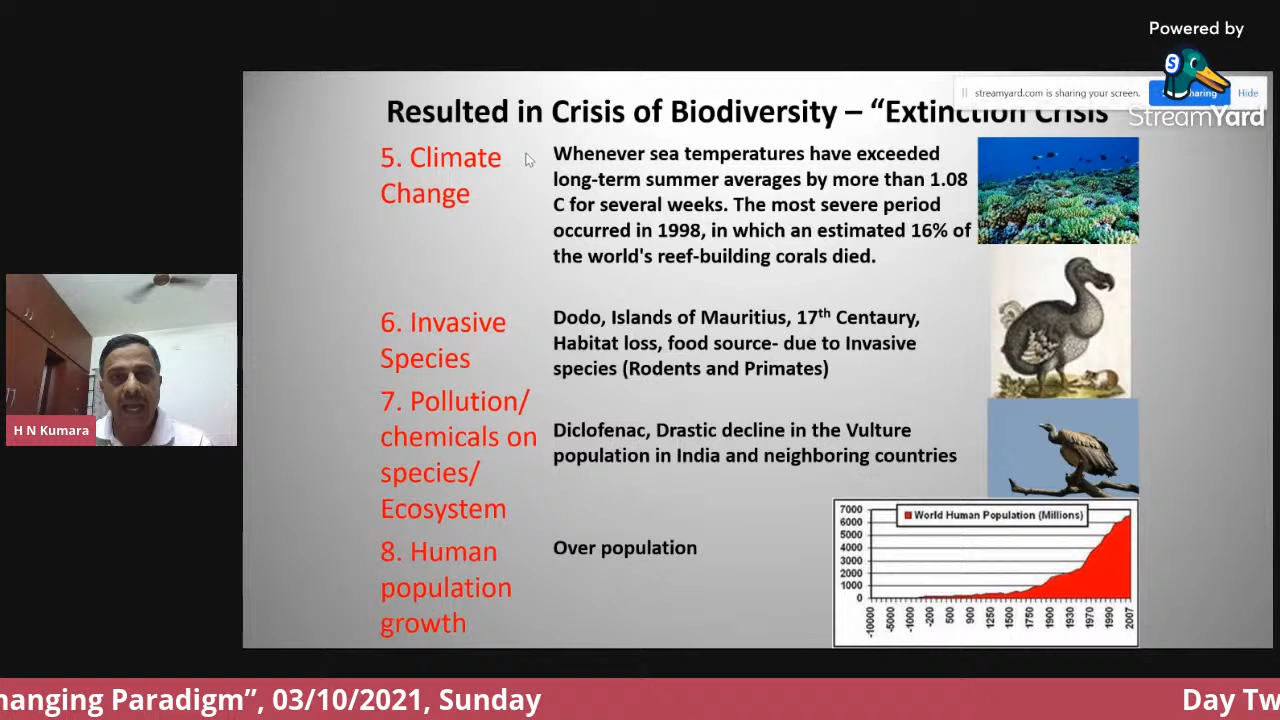 Powered by
S
StreamYard
streamyard.com is sharing your screen.
Hide
Resulted in Crisis of Biodiversity – “Extinction Crisis
5. Climate
Change
Whenever sea temperatures have exceeded
long-term summer averages by more than 1.08
C for several weeks. The most severe period
occurred in 1998, in which an estimated 16% of
the world's reef-building corals died.
6. Invasive
Species
Dodo, Islands of Mauritius, 17th Centaury,
Habitat loss, food source- due to Invasive
species (Rodents and Primates)
7. Pollution/
chemicals on
species/
Ecosystem
Diclofenac, Drastic decline in the Vulture
population in India and neighboring countries
8. Human
population
growth
Over population
World Human Population (Millions)
7000
6000
5000
4000
3000
2000
1000
0
-10000
-5000
-1000
-200
500
900
1250
1500
1750
1900
1930
1970
1990
2007
H N Kumara
hanging Paradigm”, 03/10/2021, Sunday
Day Tw